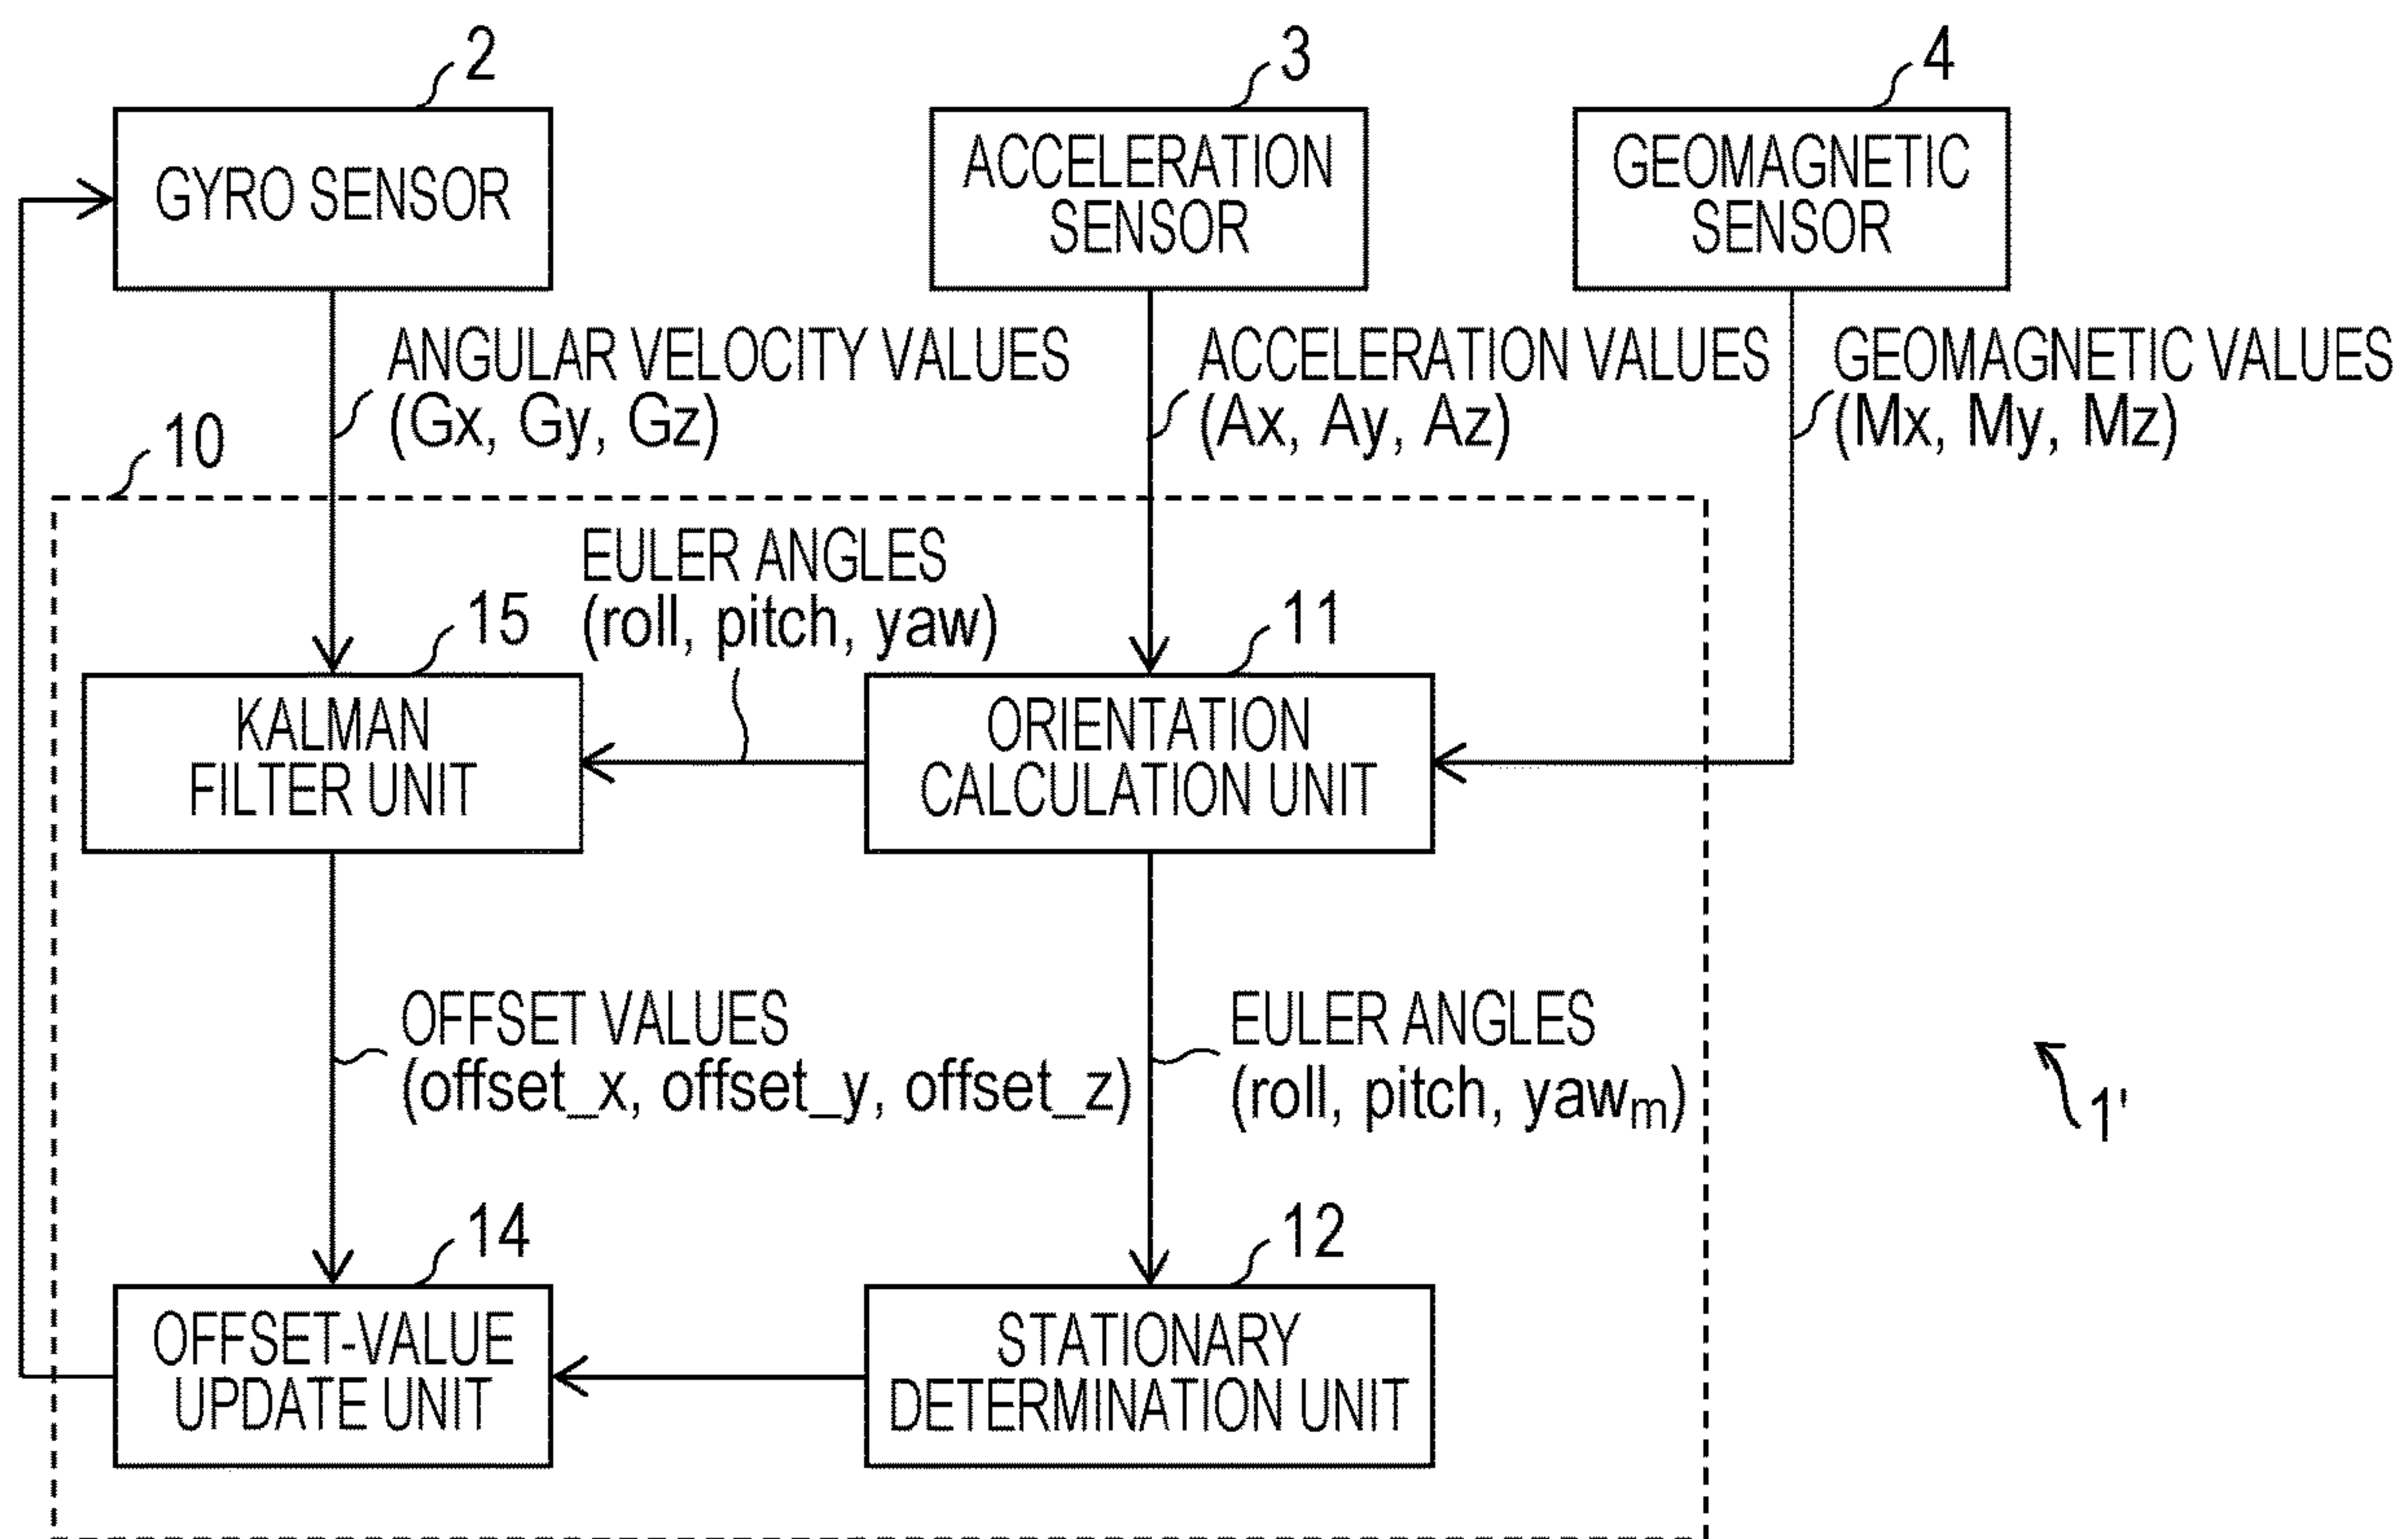 2
3
4
GYRO SENSOR
ACCELERATION
SENSOR
GEOMAGNETIC
SENSOR
ANGULAR VELOCITY VALUES
(Gx, Gy, Gz)
ACCELERATION VALUES
(Ax, Ay, Az)
GEOMAGNETIC VALUES
(Mx, My, Mz)
10
EULER ANGLES
(roll, pitch, yaw)
15
11
KALMAN
FILTER UNIT
ORIENTATION
CALCULATION UNIT
OFFSET VALUES
(offset_x, offset_y, offset_z)
EULER ANGLES
(roll, pitch, yawm)
1'
14
12
OFFSET-VALUE
UPDATE UNIT
STATIONARY
DETERMINATION UNIT